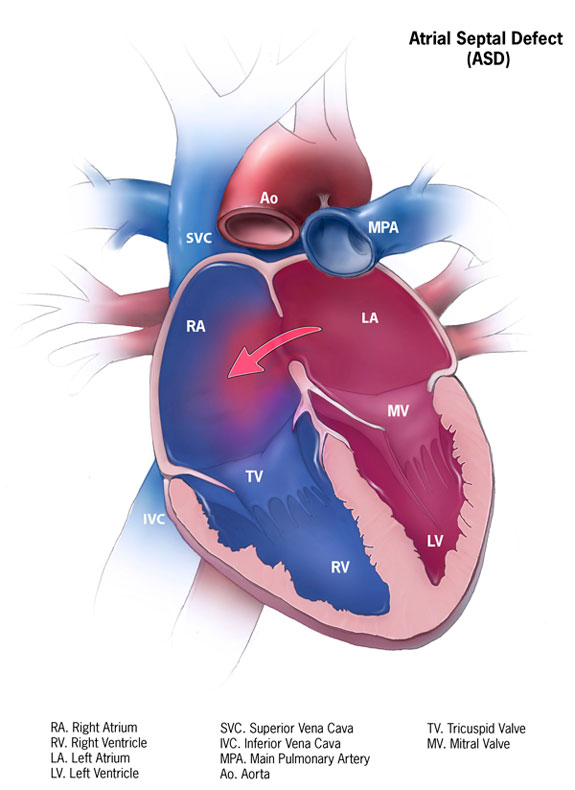 Atrial Septal Defect
(ASD)
Ao
MPA
SVC
RA
LA
MV
TV
IVC
LV
RV
RA. Right Atrium
RV. Right Ventricle
LA. Left Atrium
LV. Left Ventricle
SVC. Superior Vena Cava
IVC. Inferior Vena Cava
MPA. Main Pulmonary Artery
Ao. Aorta
TV. Tricuspid Valve
MV. Mitral Valve